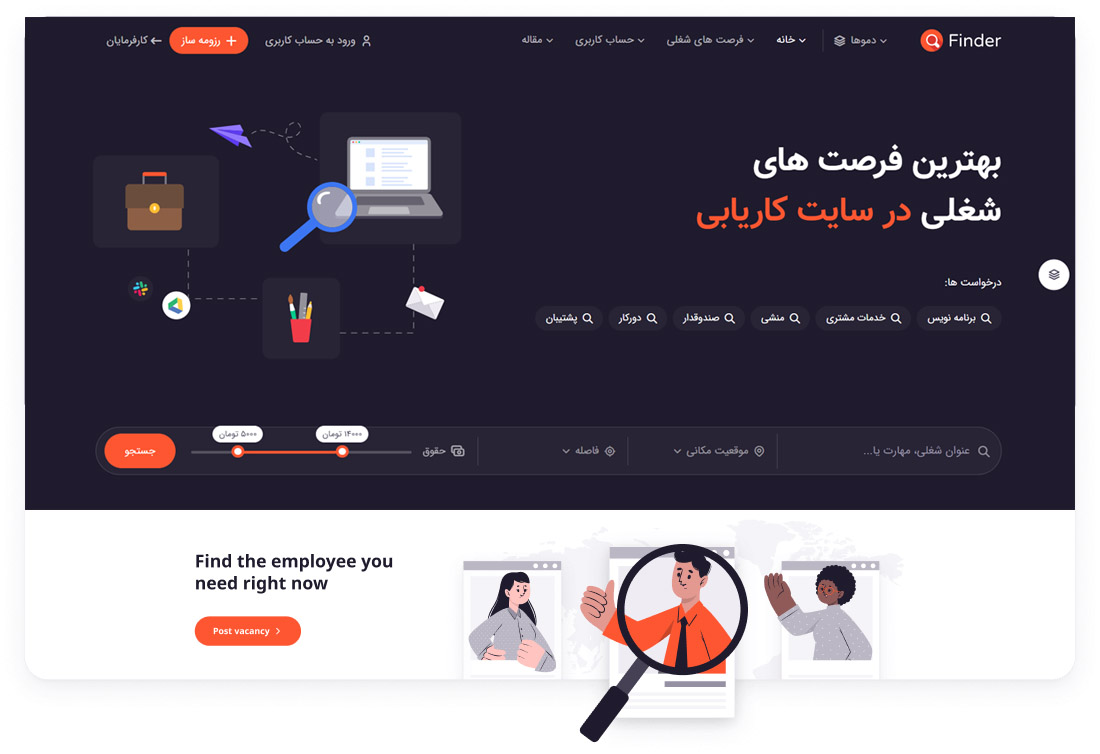 Finder
دموها
خانه
فرصت های شغلی
حساب کاربری
مقاله
ورود به حساب کاربری
رزومه ساز
کارفرمایان
بهترین فرصت های
شغلی در سایت کاریابی
درخواست ها:
برنامه نویس
خدمات مشتری
منشی
صندوقدار
دورکار
پشتیبان
عنوان شغلی، مهارت یا...
موقعیت مکانی
فاصله
حقوق
۱۴۰۰۰ تومان
۵۰۰۰ تومان
جستجو
Find the employee you
need right now
Post vacancy